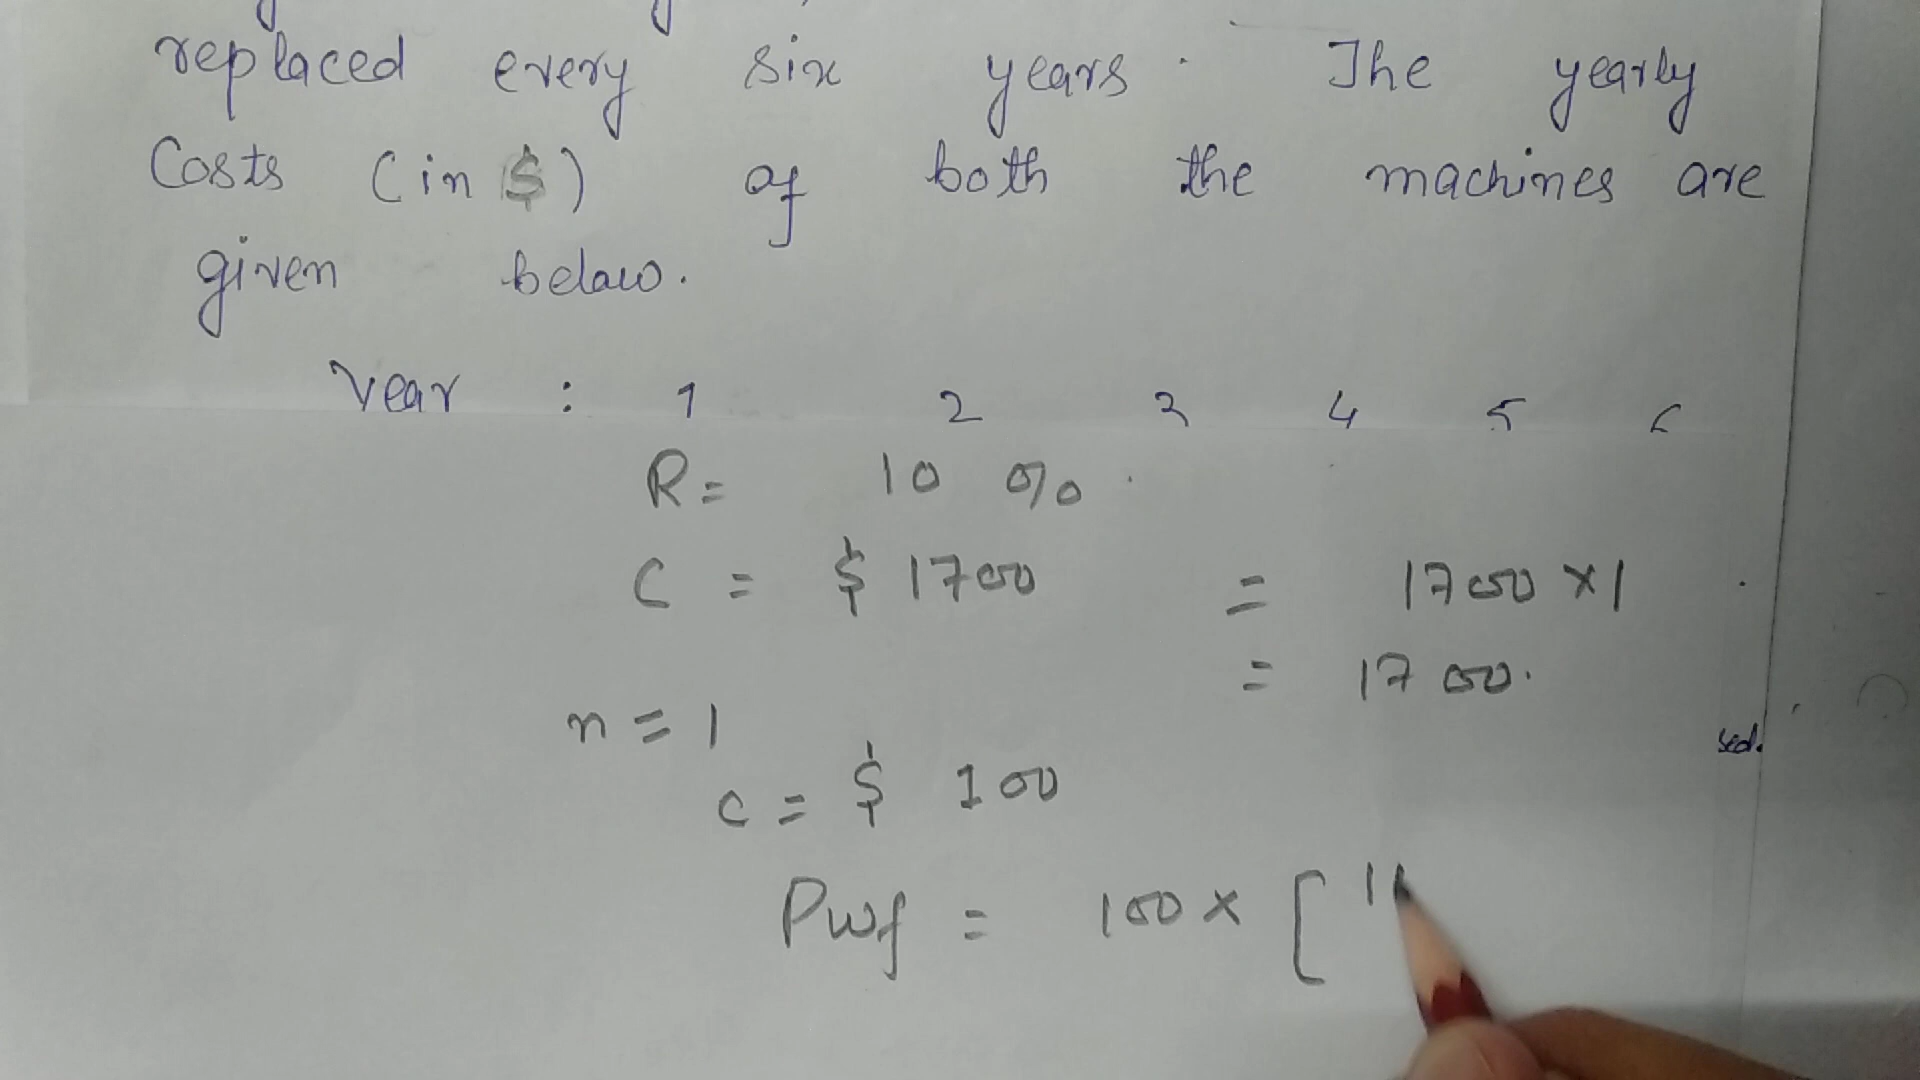 replaced every six years. The yearly
Costs (in $) of both the machines are
given below.
Year : 1 2 3 4 5 6
R = 10 %.
C = $ 1700 = 1700 x 1
= 1700.
n = 1
sed.
C = $ 100
Pwf = 100 x [